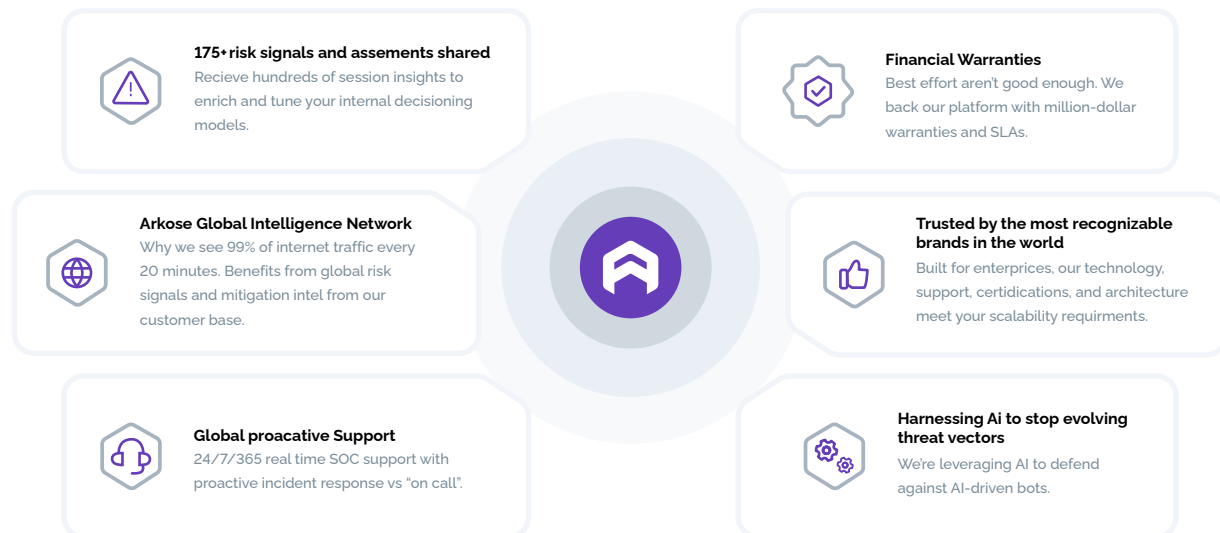 175+ risk signals and assements shared
Recieve hundreds of session insights to
enrich and tune your internal decisioning
models.
Arkose Global Intelligence Network
Why we see 99% of internet traffic every
20 minutes. Benefits from global risk
signals and mitigation intel from our
customer base.
Global proacative Support
24/7/365 real time SOC support with
proactive incident response vs “on call”.
Financial Warranties
Best effort aren’t good enough. We
back our platform with million-dollar
warranties and SLAs.
Trusted by the most recognizable
brands in the world
Built for enterprices, our technology,
support, certidications, and architecture
meet your scalability requirments.
Harnessing Ai to stop evolving
threat vectors
We’re leveraging AI to defend
against AI-driven bots.